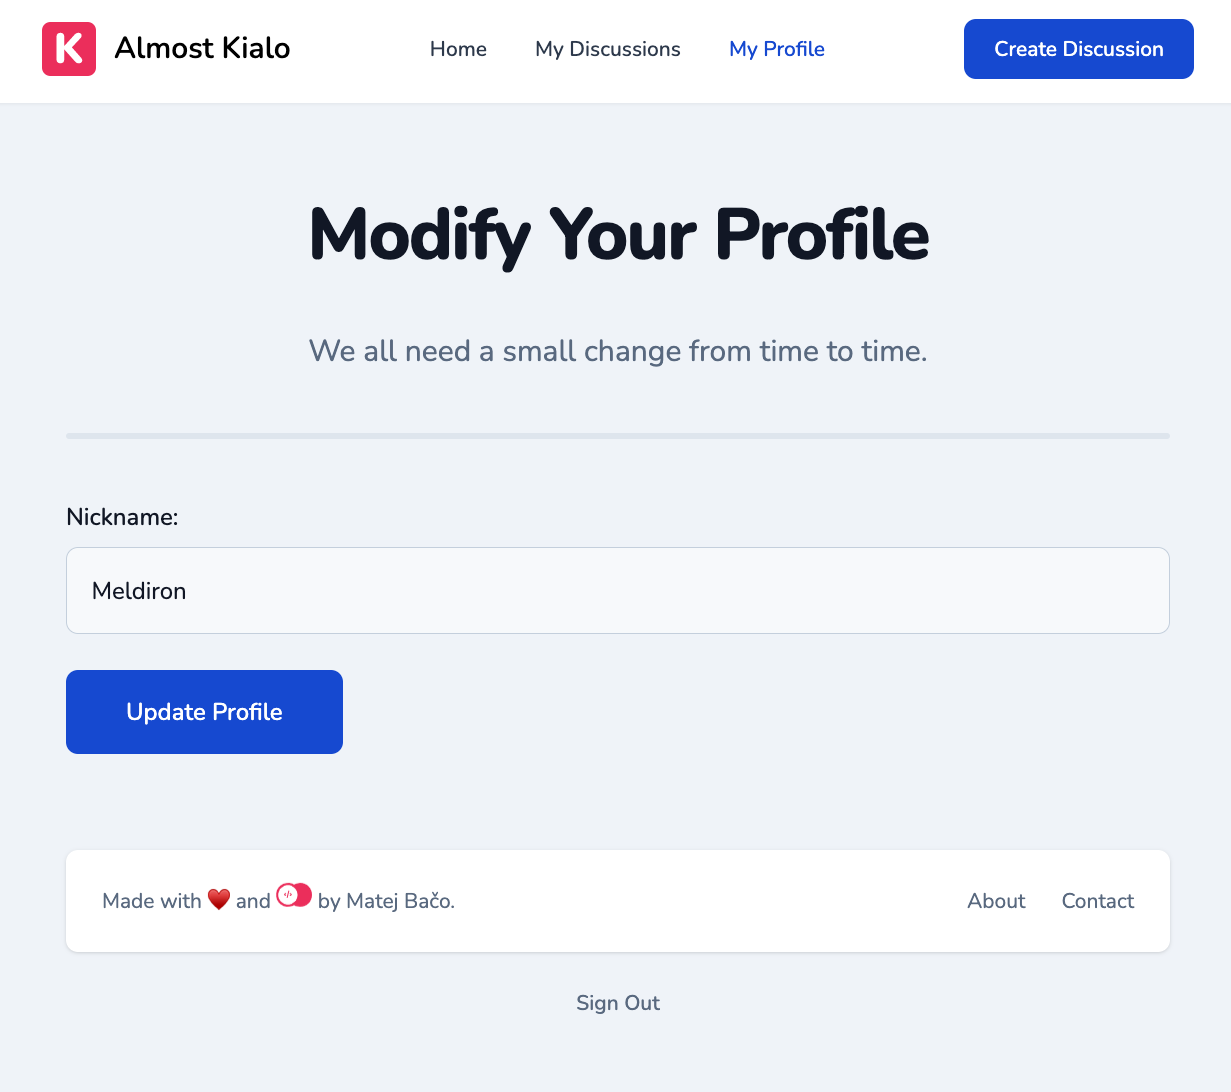 K Almost Kialo
Home My Discussions My Profile
Create Discussion
Modify Your Profile
We all need a small change from time to time.
Nickname:
Meldiron
Update Profile
Made with ♥ and </> by Matej Bačo.
About Contact
Sign Out